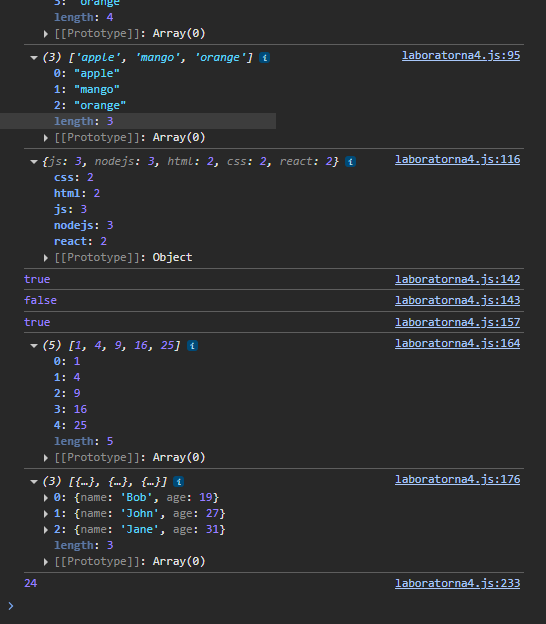 3: "orange"
length: 4
[[Prototype]]: Array(0)
(3) ['apple', 'mango', 'orange'] i laboratorna4.js:95
0: "apple"
1: "mango"
2: "orange"
length: 3
[[Prototype]]: Array(0)
{js: 3, nodejs: 3, html: 2, css: 2, react: 2} i laboratorna4.js:116
css: 2
html: 2
js: 3
nodejs: 3
react: 2
[[Prototype]]: Object
true laboratorna4.js:142
false laboratorna4.js:143
true laboratorna4.js:157
(5) [1, 4, 9, 16, 25] i laboratorna4.js:164
0: 1
1: 4
2: 9
3: 16
4: 25
length: 5
[[Prototype]]: Array(0)
(3) [{…}, {…}, {…}] i laboratorna4.js:176
0: {name: 'Bob', age: 19}
1: {name: 'John', age: 27}
2: {name: 'Jane', age: 31}
length: 3
[[Prototype]]: Array(0)
24 laboratorna4.js:233